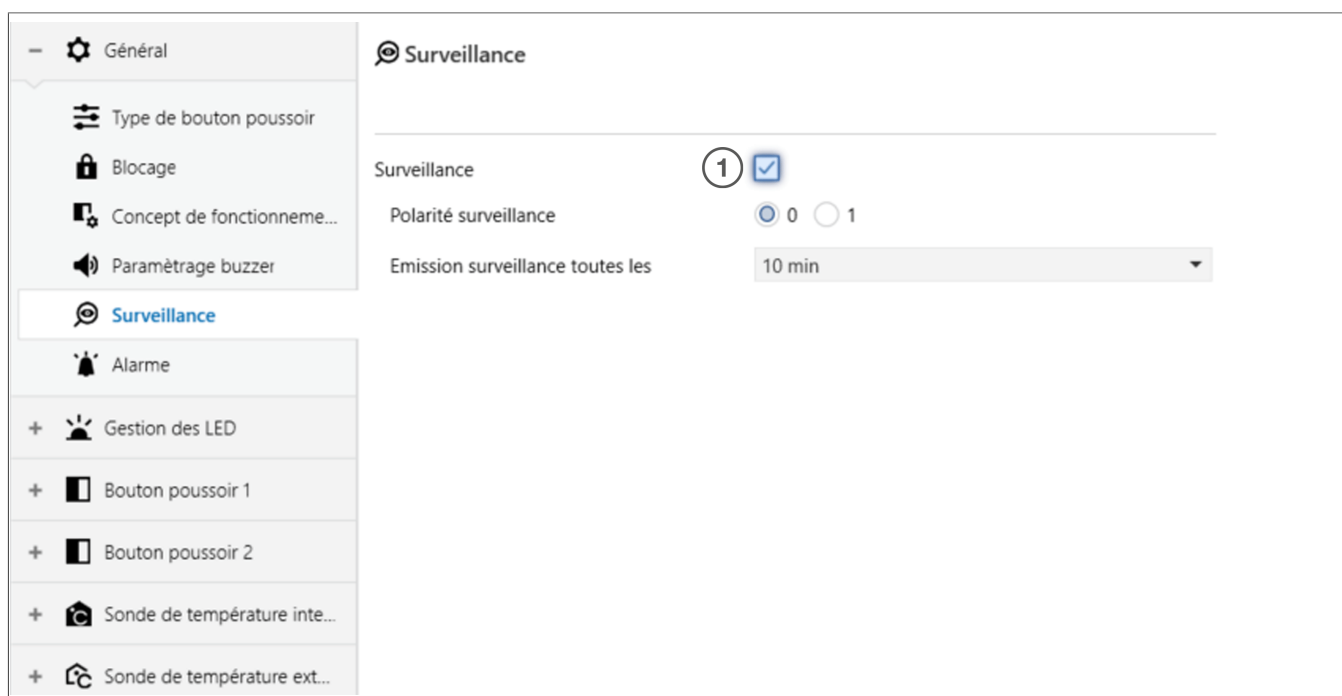 Général
Type de bouton poussoir
Blocage
Concept de fonctionneme...
Paramètrage buzzer
Surveillance
Alarme
Gestion des LED
Bouton poussoir 1
Bouton poussoir 2
Sonde de température inte...
Sonde de température ext...
Surveillance
Surveillance 1
Polarité surveillance 0 1
Emission surveillance toutes les 10 min